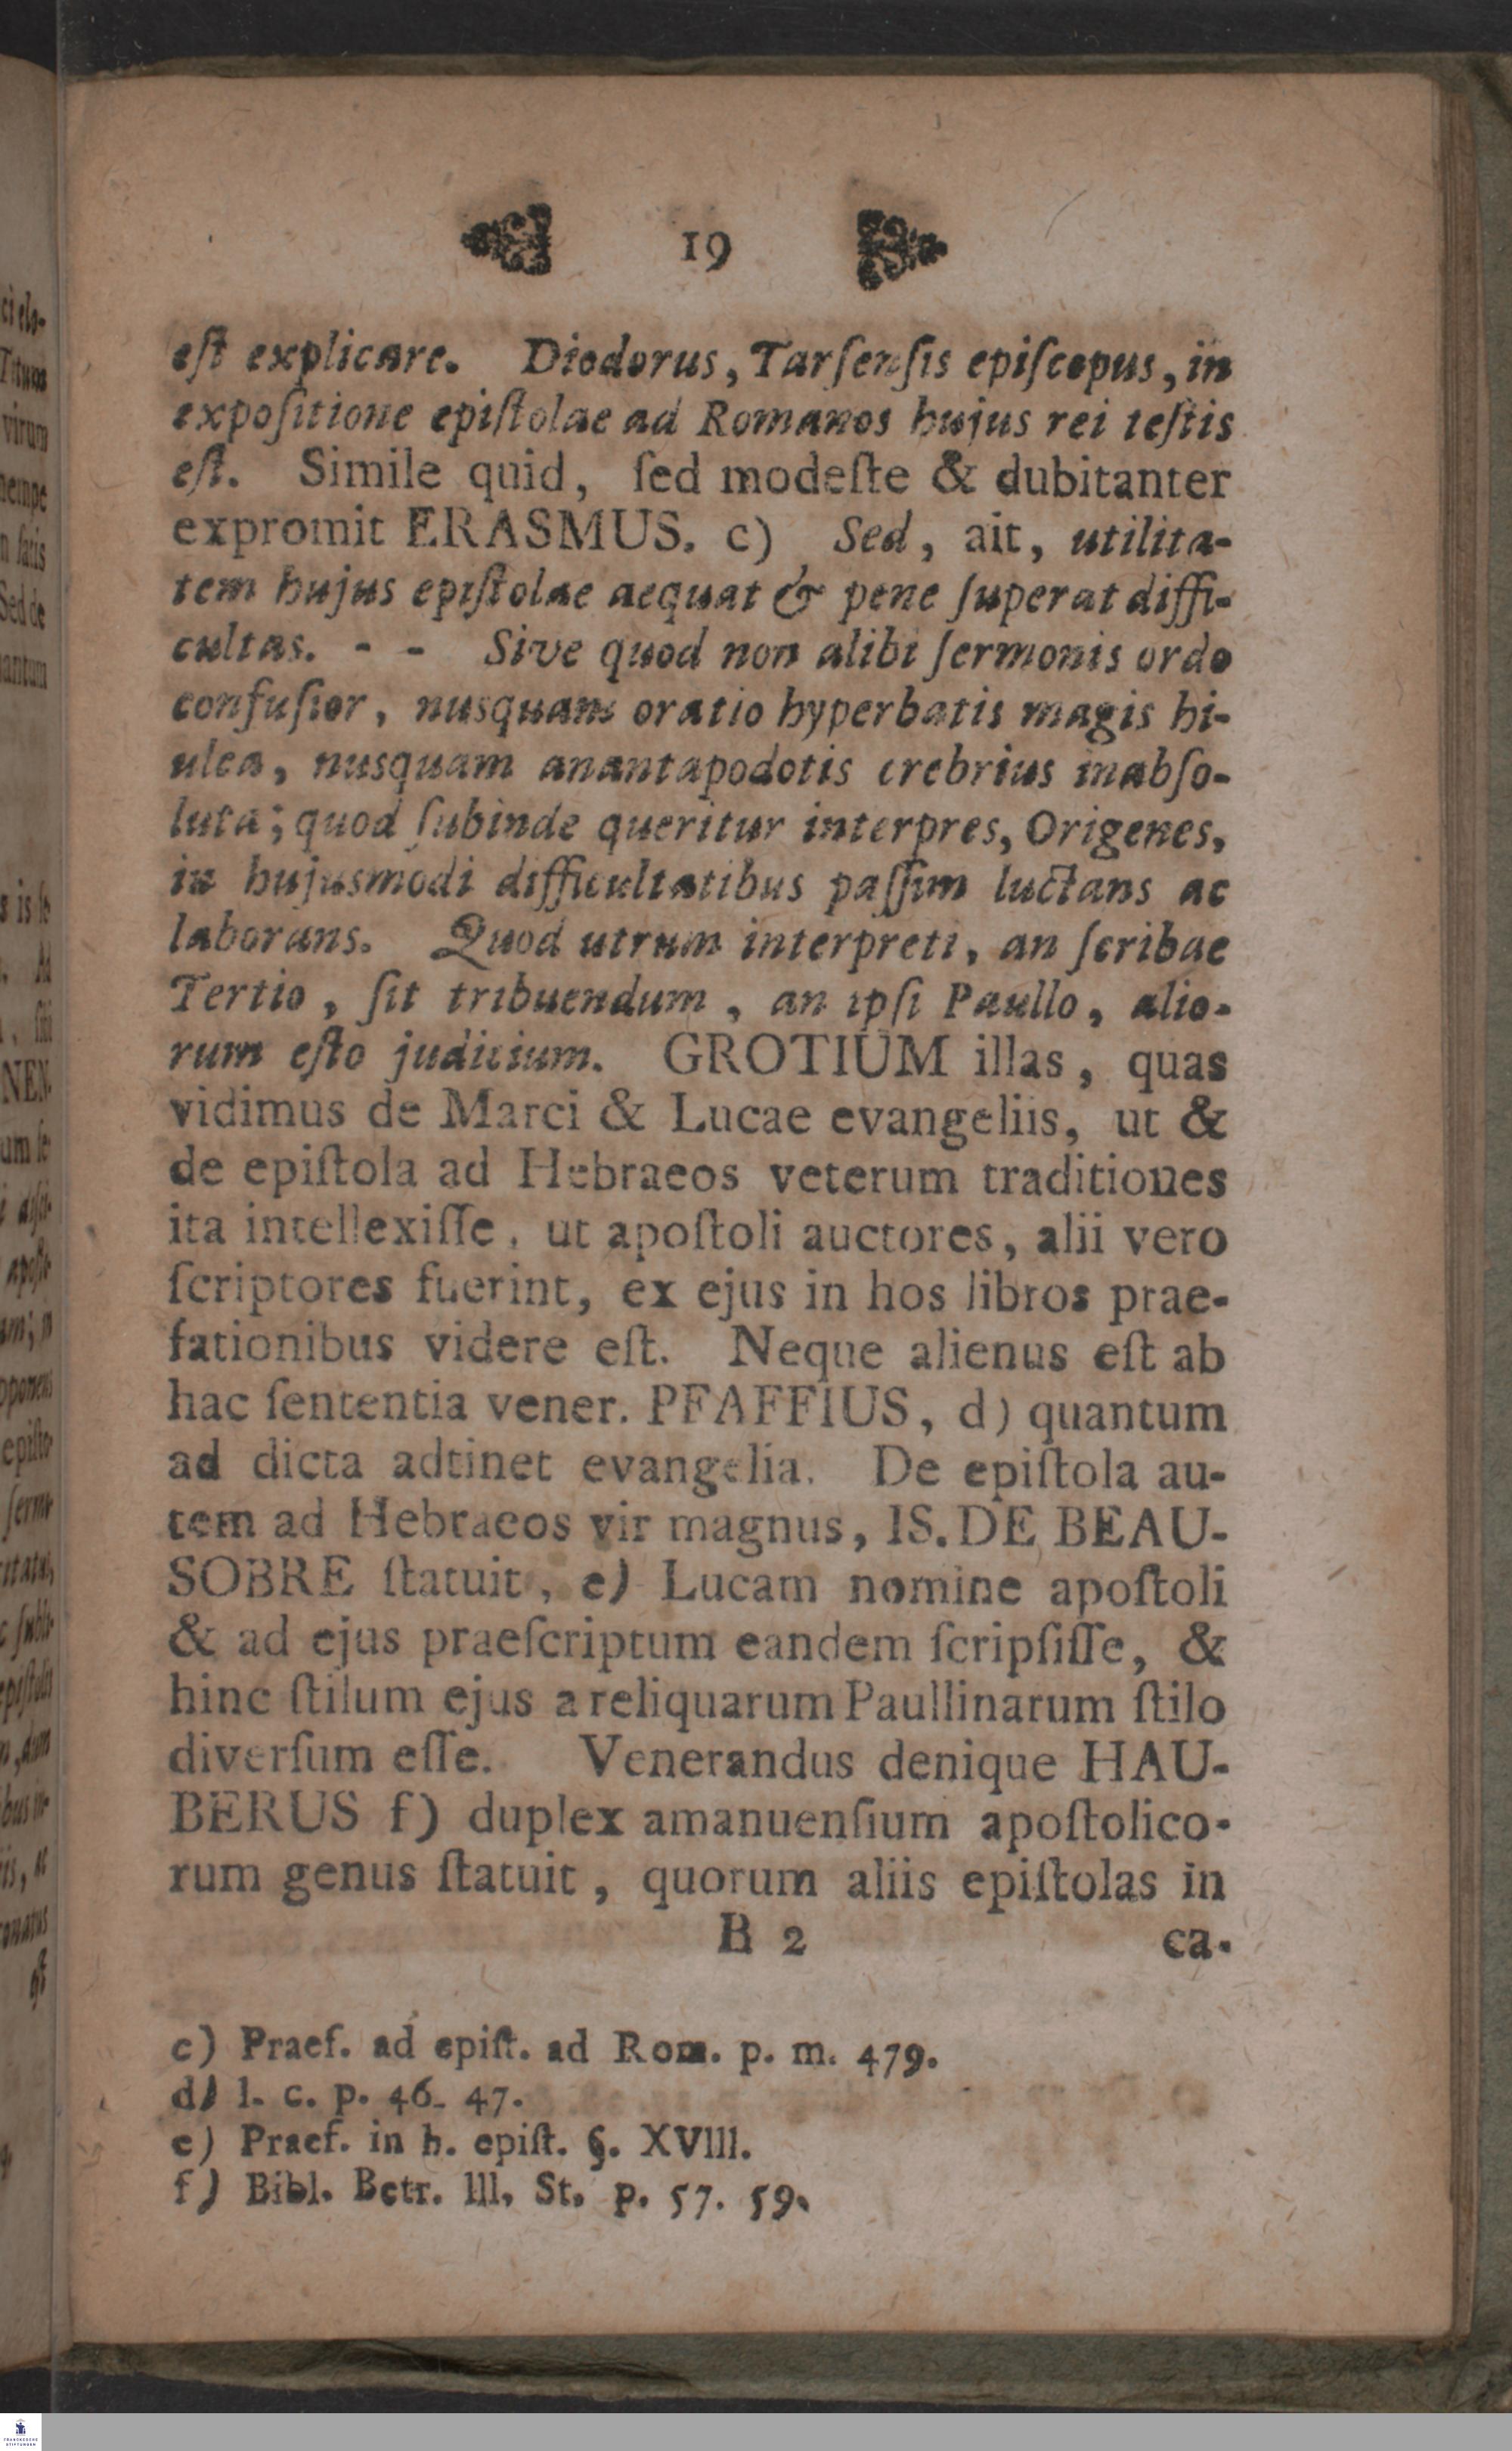 19
eſt explicare. Diodorus, Tarſenſis epiſcopus, in
expoſitione epiſtolae ad Romanos hujus rei teſtis
eſt. Simile quid, ſed modeſte & dubitanter
expromit ERASMUS. c) Sed, ait, utilita-
tem hujus epiſtolae aequat & pene ſuperat diffi-
cultas. - - Sive quod non alibi ſermonis ordo
confuſior, nusquam oratio hyperbatis magis hi-
ulca, nusquam anantapodotis crebrius inabſo-
luta; quod ſubinde queritur interpres, Origenes,
in hujusmodi difficultatibus paſſim luctans ac
laborans. Quod utrum interpreti, an ſcribae
Tertio, ſit tribuendum, an ipſi Paullo, alio-
rum eſto judicium. GROTIUM illas, quas
vidimus de Marci & Lucae evangeliis, ut &
de epiſtola ad Hebraeos veterum traditiones
ita intellexiſſe, ut apoſtoli auctores, alii vero
ſcriptores fuerint, ex ejus in hos libros prae-
fationibus videre eſt. Neque alienus eſt ab
hac ſententia vener. PFAFFIUS, d) quantum
ad dicta adtinet evangelia. De epiſtola au-
tem ad Hebraeos vir magnus, IS. DE BEAU-
SOBRE ſtatuit, e) Lucam nomine apoſtoli
& ad ejus praeſcriptum eandem ſcripſiſſe, &
hinc ſtilum ejus a reliquarum Paullinarum ſtilo
diverſum eſſe. Venerandus denique HAU-
BERUS f) duplex amanuenſium apoſtolico-
rum genus ſtatuit, quorum aliis epiſtolas in
B 2 ca-
c) Praef. ad epiſt. ad Rom. p. m. 479.
d) l. c. p. 46. 47.
e) Praef. in h. epiſt. §. XVIII.
f) Bibl. Betr. III. St. p. 57. 59.
FRANCKESCHE
STIFTUNGEN